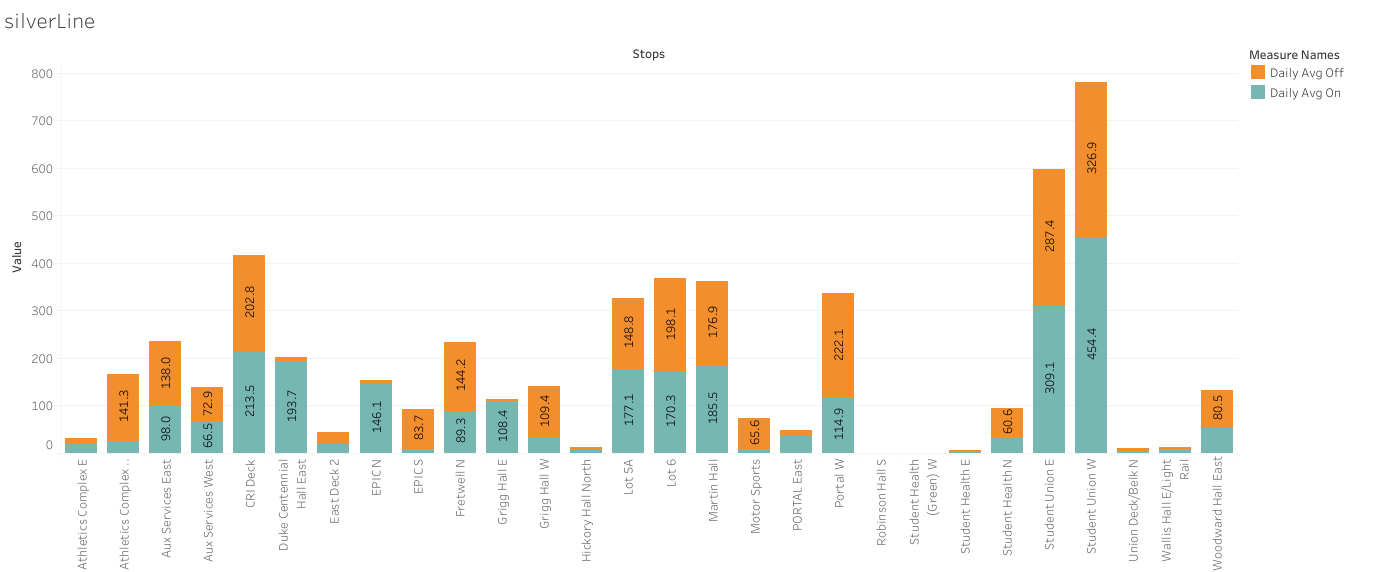 silverLine
Stops
Measure Names
Daily Avg Off
Daily Avg On
Value
800
700
600
500
400
300
200
100
0
141.3
138.0
98.0
72.9
66.5
202.8
213.5
193.7
146.1
83.7
144.2
89.3
108.4
109.4
148.8
177.1
198.1
170.3
176.9
185.5
65.6
222.1
114.9
60.6
287.4
309.1
326.9
454.4
80.5
Athletics Complex E
Athletics Complex..
Aux Services East
Aux Services West
CRI Deck
Duke Centennial
Hall East
East Deck 2
EPIC N
EPIC S
Fretwell N
Grigg Hall E
Grigg Hall W
Hickory Hall North
Lot 5A
Lot 6
Martin Hall
Motor Sports
PORTAL East
Portal W
Robinson Hall S
Student Health
(Green) W
Student Health E
Student Health N
Student Union E
Student Union W
Union Deck/Belk N
Wallis Hall E/Light
Rail
Woodward Hall East